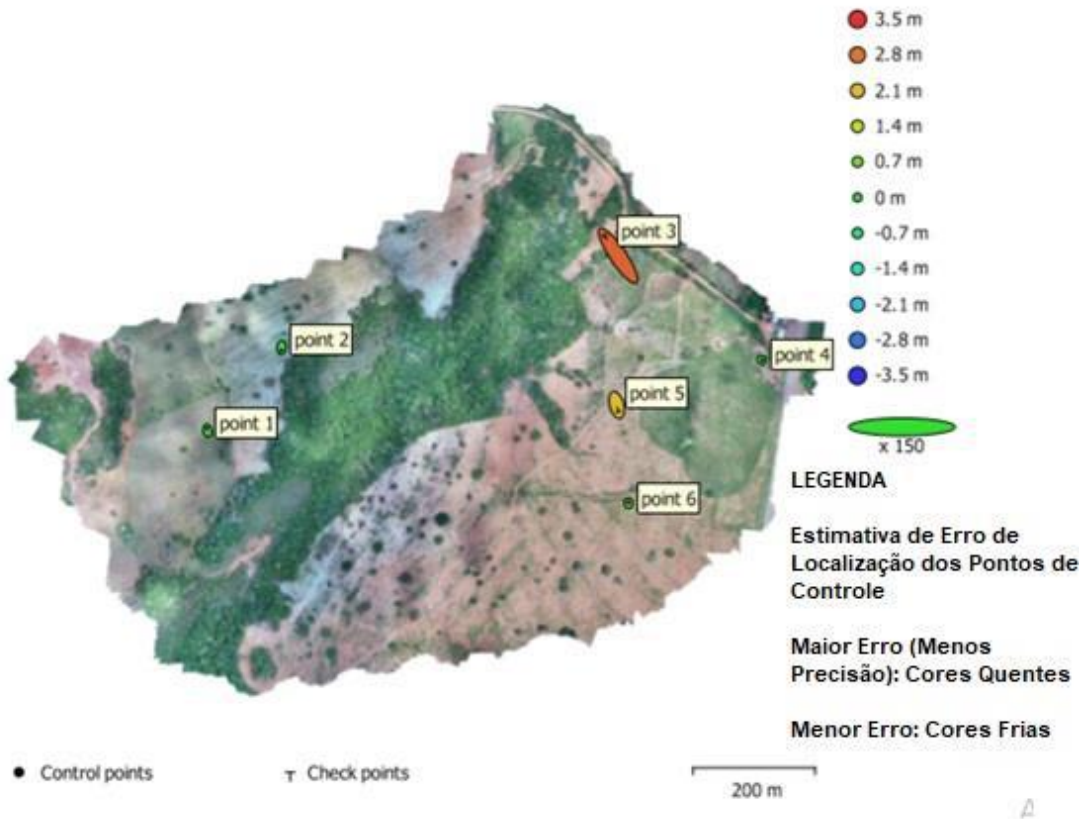 3.5 m
2.8 m
2.1 m
1.4 m
0.7 m
0 m
-0.7 m
-1.4 m
-2.1 m
-2.8 m
-3.5 m
x 150
point 3
point 2
point 4
point 5
point 1
point 6
LEGENDA
Estimativa de Erro de
Localização dos Pontos de
Controle
Maior Erro (Menos
Precisão): Cores Quentes
Menor Erro: Cores Frias
Control points
Check points
200 m